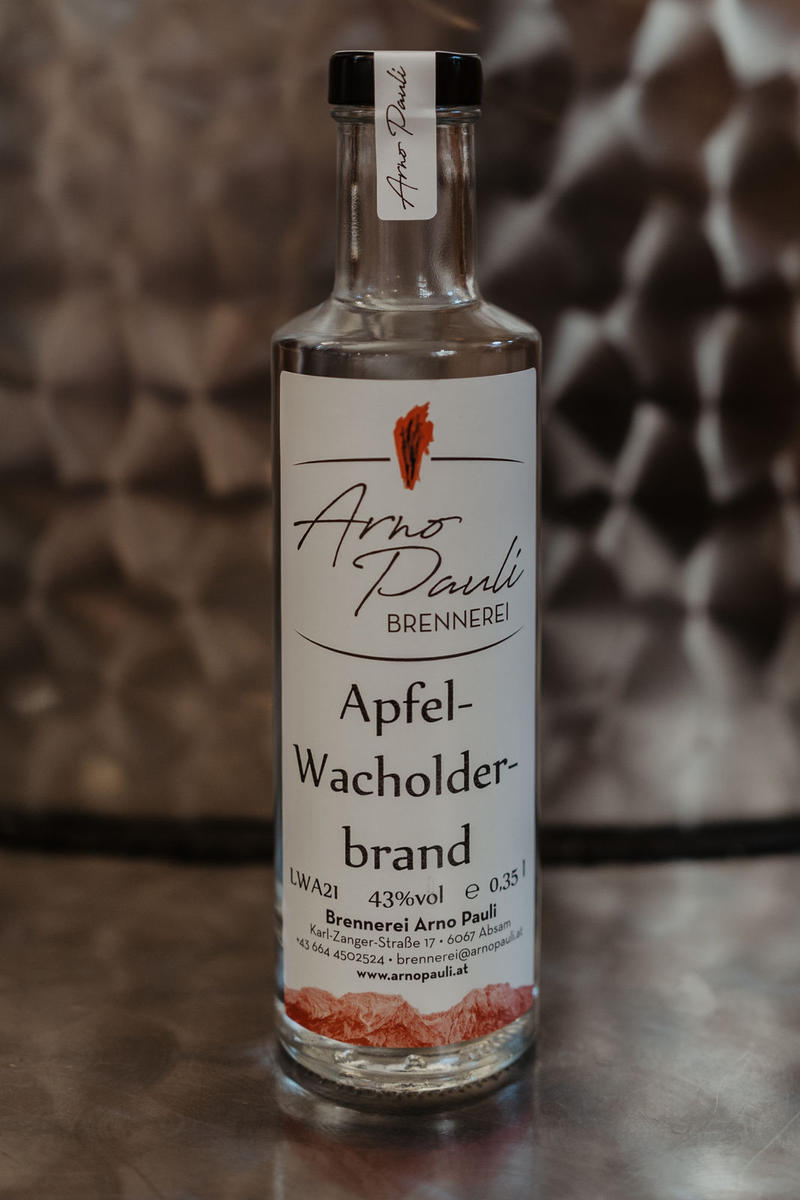 Arno Pauli
Arno
Pauli
BRENNEREI
Apfel-
Wacholder-
brand
LWA21 43%vol ℮ 0,35 l
Brennerei Arno Pauli
Karl-Zanger-Straße 17 • 6067 Absam
+43 664 4502524 • brennerei@arnopauli.at
www.arnopauli.at